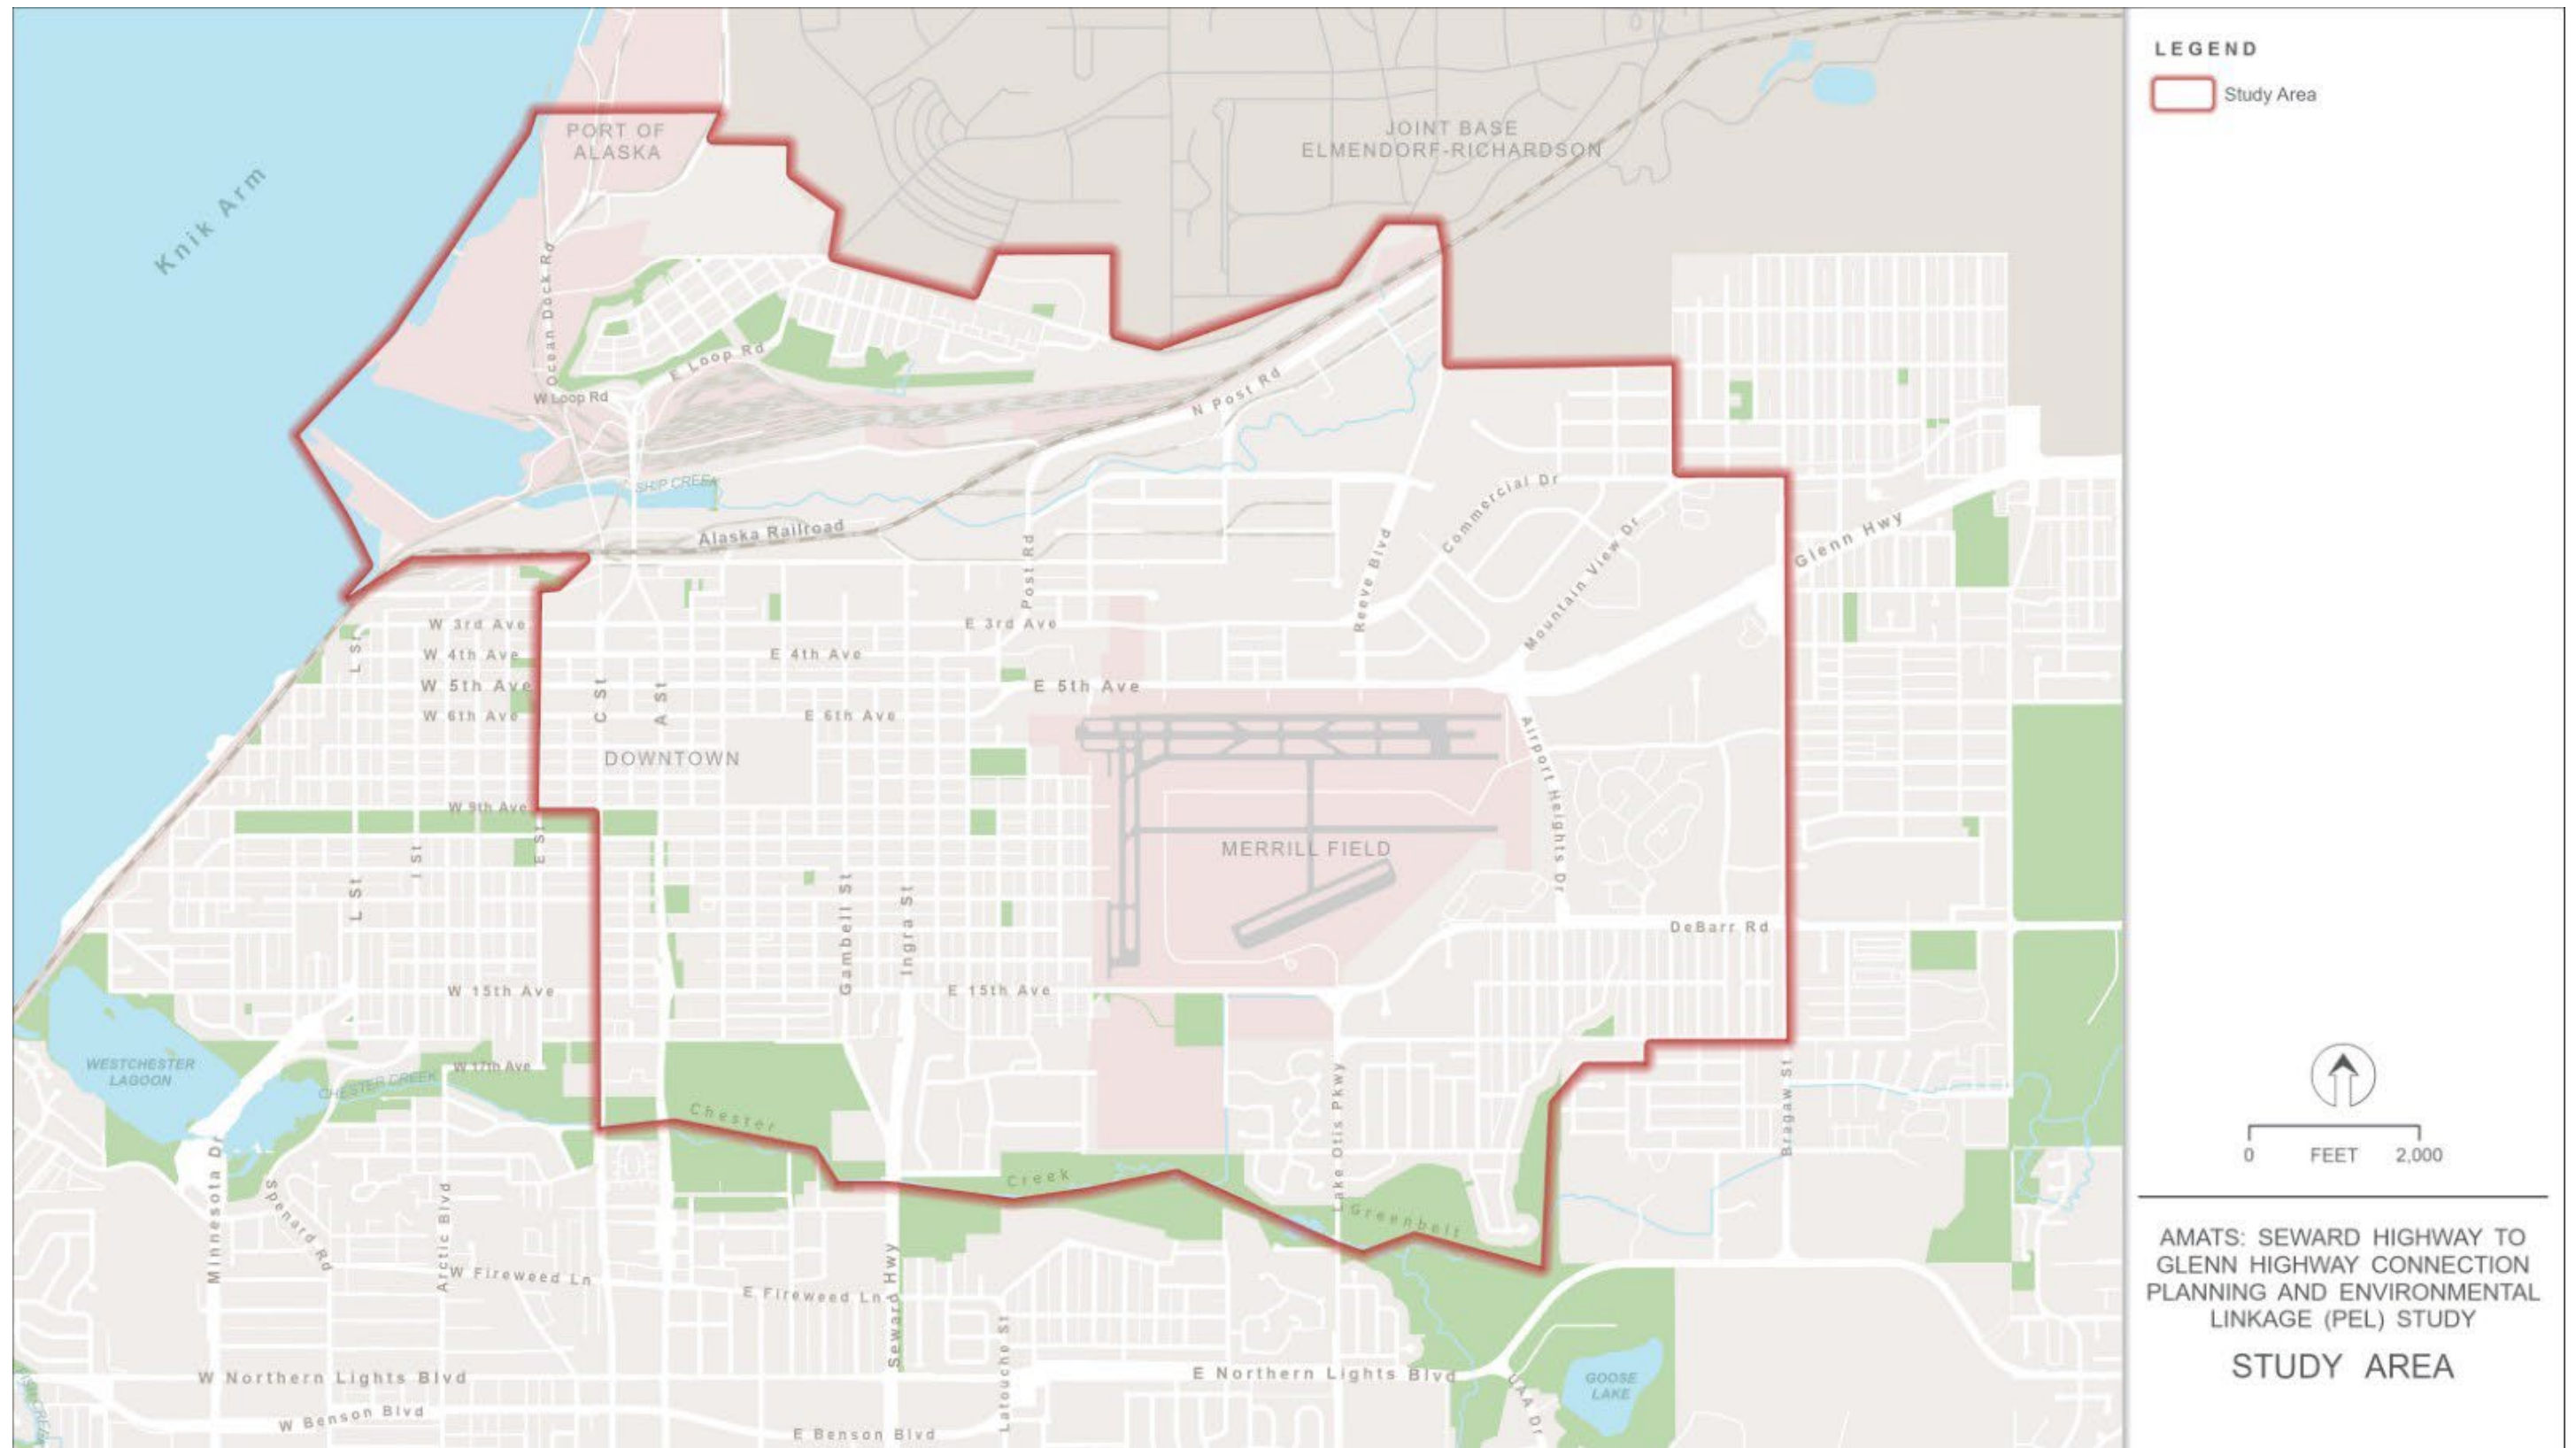 LEGEND
Study Area
PORT OF
ALASKA
JOINT BASE
ELMENDORF-RICHARDSON
Knik Arm
Ocean Dock Rd
E Loop Rd
W Loop Rd
N Post Rd
SHIP CREEK
Alaska Railroad
Commercial Dr
Mountain View Dr
Glenn Hwy
Post Rd
Reeve Blvd
W 3rd Ave
E 3rd Ave
L St
W 4th Ave
E 4th Ave
W 5th Ave
C St
A St
E 5th Ave
W 6th Ave
E 6th Ave
DOWNTOWN
Airport Heights Dr
W 9th Ave
E St
I St
MERRILL FIELD
L St
Gambell St
Ingra St
DeBarr Rd
W 15th Ave
E 15th Ave
WESTCHESTER
LAGOON
CHESTER CREEK
W 17th Ave
Chester
Creek
Greenbelt
Lake Otis Pkwy
Bragaw St
Minnesota Dr
Spenard Rd
Arctic Blvd
W Fireweed Ln
E Fireweed Ln
Seward Hwy
Latouche St
W Northern Lights Blvd
E Northern Lights Blvd
W Benson Blvd
E Benson Blvd
UAA Dr
GOOSE
LAKE
FISH CREEK
0 FEET 2,000
AMATS: SEWARD HIGHWAY TO
GLENN HIGHWAY CONNECTION
PLANNING AND ENVIRONMENTAL
LINKAGE (PEL) STUDY
STUDY AREA